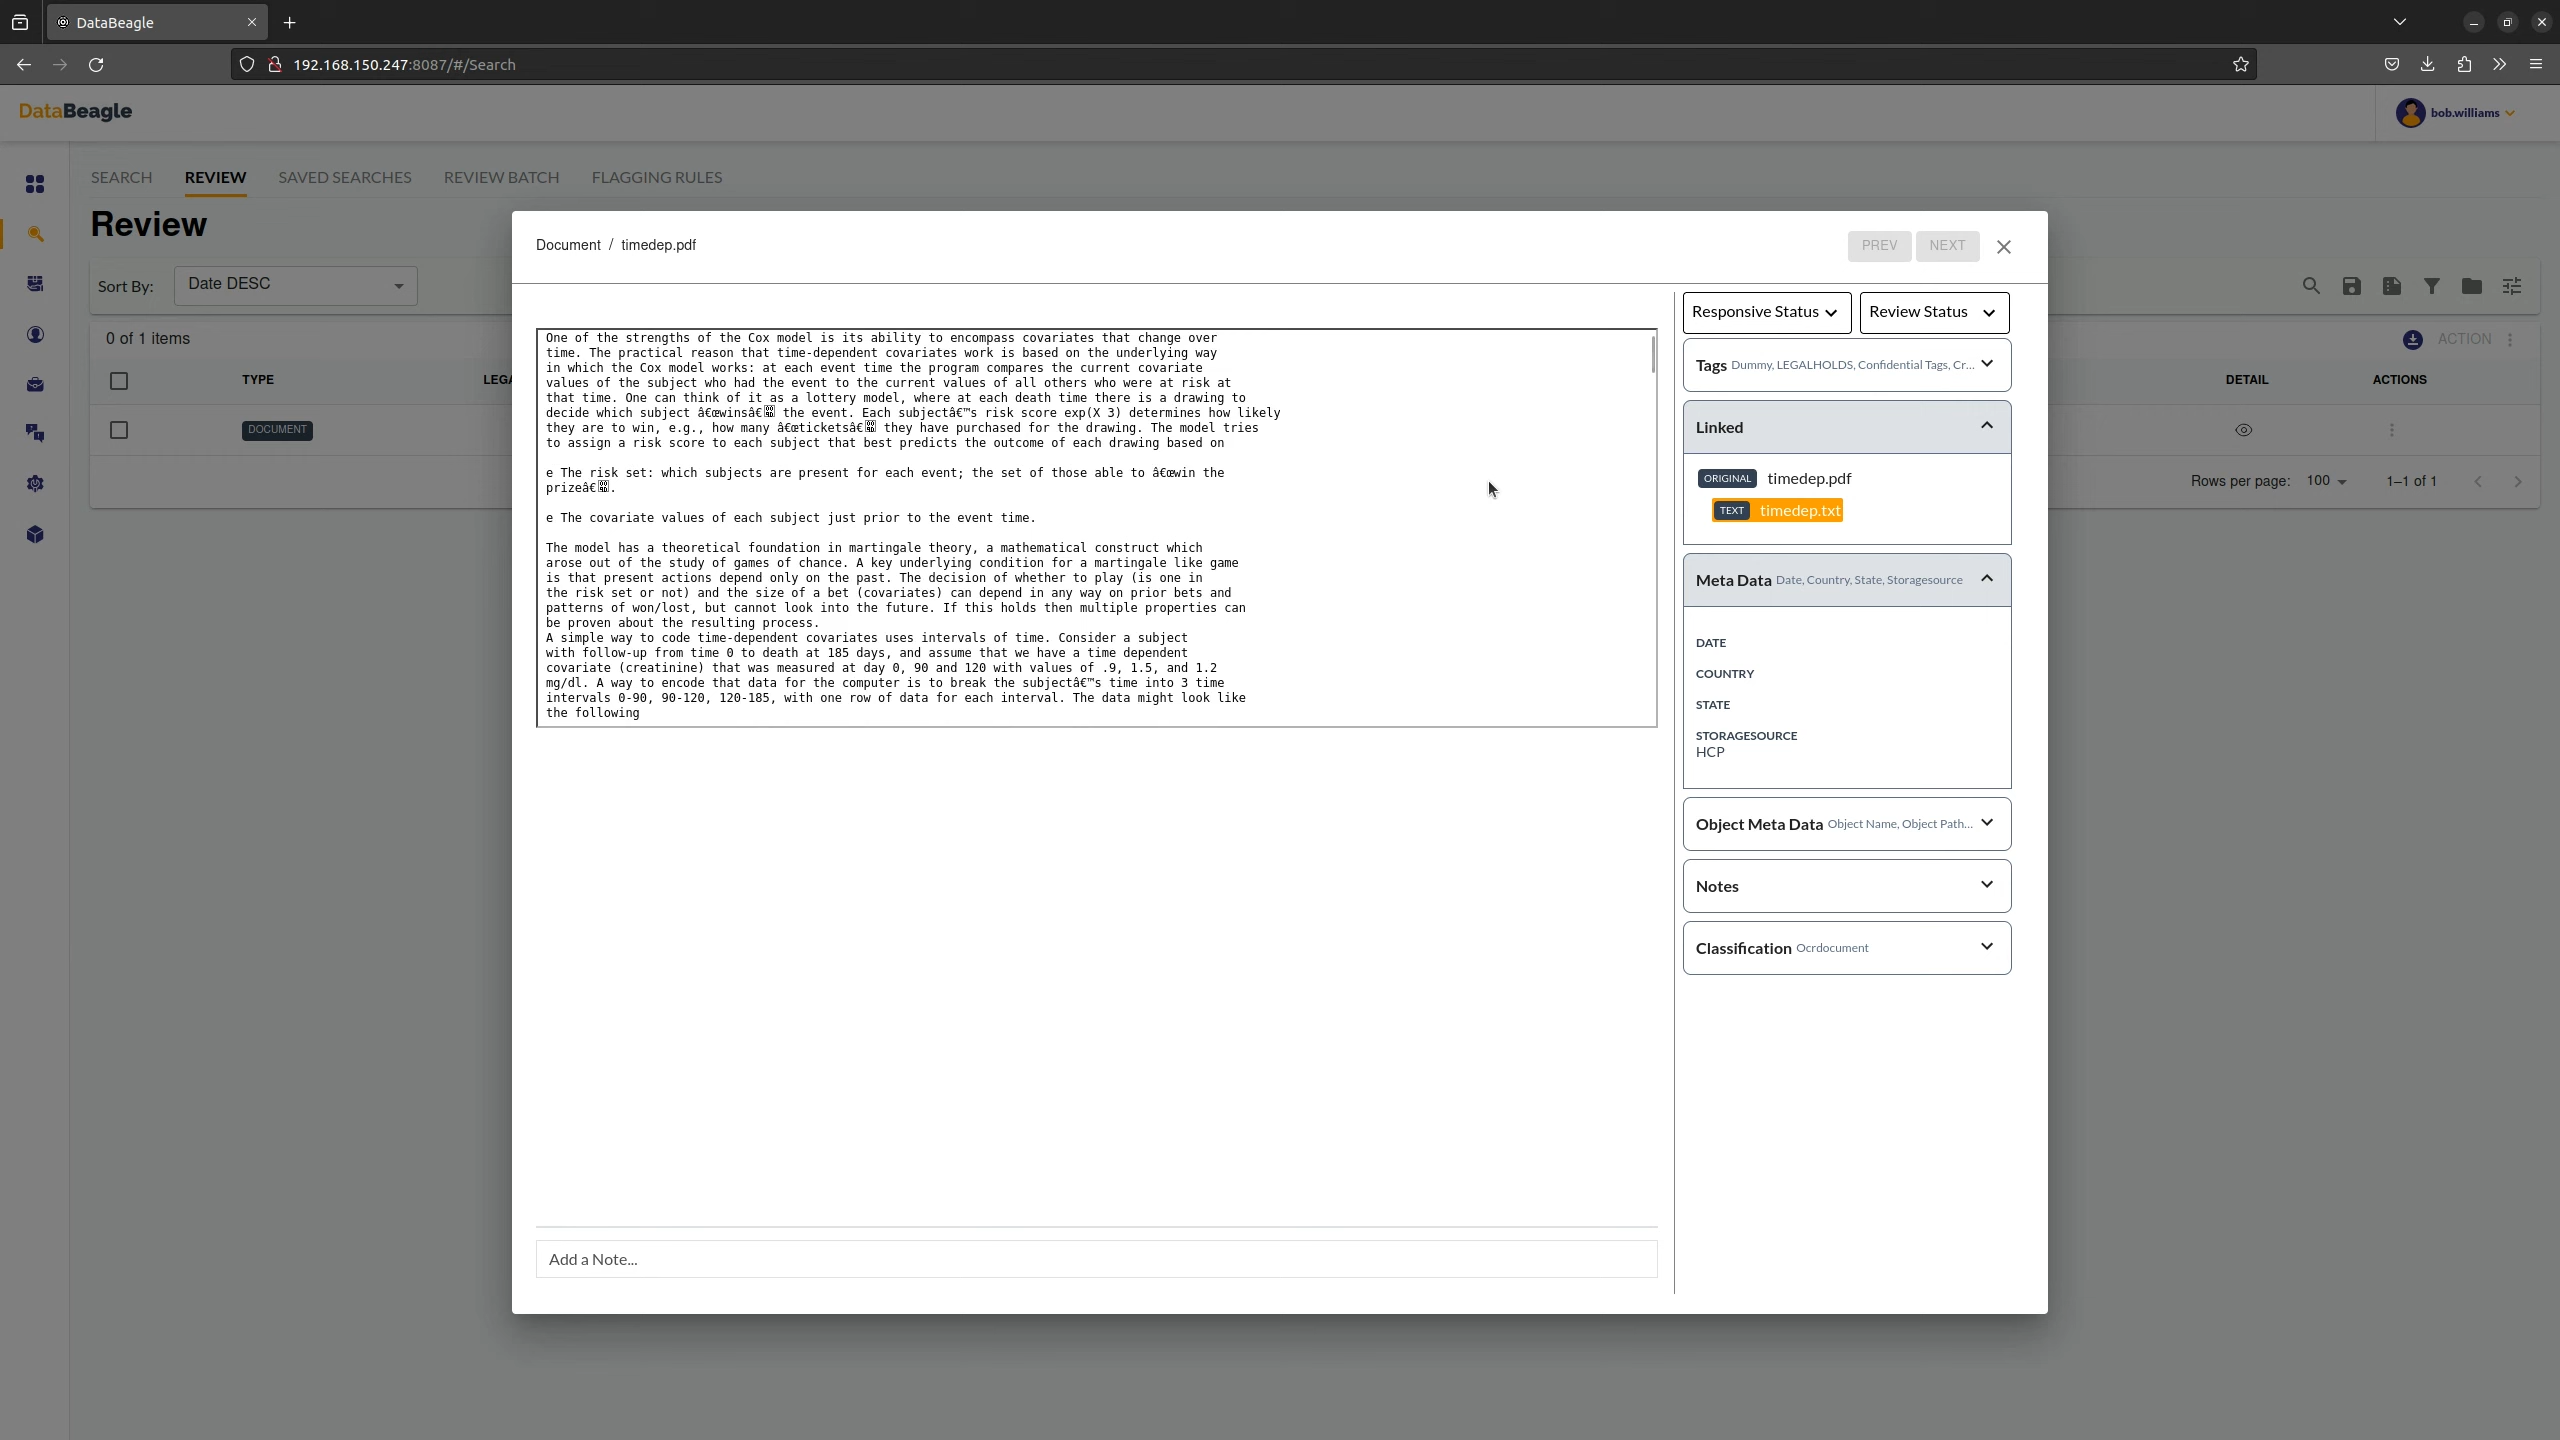 DataBeagle
192.168.150.247:8087/#/Search
DataBeagle
bob.williams
SEARCH REVIEW SAVED SEARCHES REVIEW BATCH FLAGGING RULES
Review
Sort By: Date DESC
0 of 1 items
ACTION
TYPE LEGA DETAIL ACTIONS
DOCUMENT
Rows per page: 100 1–1 of 1
Document / timedep.pdf
PREV NEXT
One of the strengths of the Cox model is its ability to encompass covariates that change over
time. The practical reason that time-dependent covariates work is based on the underlying way
in which the Cox model works: at each event time the program compares the current covariate
values of the subject who had the event to the current values of all others who were at risk at
that time. One can think of it as a lottery model, where at each death time there is a drawing to
decide which subject â€œwinsâ€ the event. Each subjectâ€™s risk score exp(X 3) determines how likely
they are to win, e.g., how many â€œticketsâ€ they have purchased for the drawing. The model tries
to assign a risk score to each subject that best predicts the outcome of each drawing based on
e The risk set: which subjects are present for each event; the set of those able to â€œwin the
prizeâ€.
e The covariate values of each subject just prior to the event time.
The model has a theoretical foundation in martingale theory, a mathematical construct which
arose out of the study of games of chance. A key underlying condition for a martingale like game
is that present actions depend only on the past. The decision of whether to play (is one in
the risk set or not) and the size of a bet (covariates) can depend in any way on prior bets and
patterns of won/lost, but cannot look into the future. If this holds then multiple properties can
be proven about the resulting process.
A simple way to code time-dependent covariates uses intervals of time. Consider a subject
with follow-up from time 0 to death at 185 days, and assume that we have a time dependent
covariate (creatinine) that was measured at day 0, 90 and 120 with values of .9, 1.5, and 1.2
mg/dl. A way to encode that data for the computer is to break the subjectâ€™s time into 3 time
intervals 0-90, 90-120, 120-185, with one row of data for each interval. The data might look like
the following
Add a Note...
Responsive Status Review Status
Tags Dummy, LEGALHOLDS, Confidential Tags, Cr...
Linked
ORIGINAL timedep.pdf
TEXT timedep.txt
Meta Data Date, Country, State, Storagesource
DATE
COUNTRY
STATE
STORAGESOURCE
HCP
Object Meta Data Object Name, Object Path...
Notes
Classification Ocrdocument